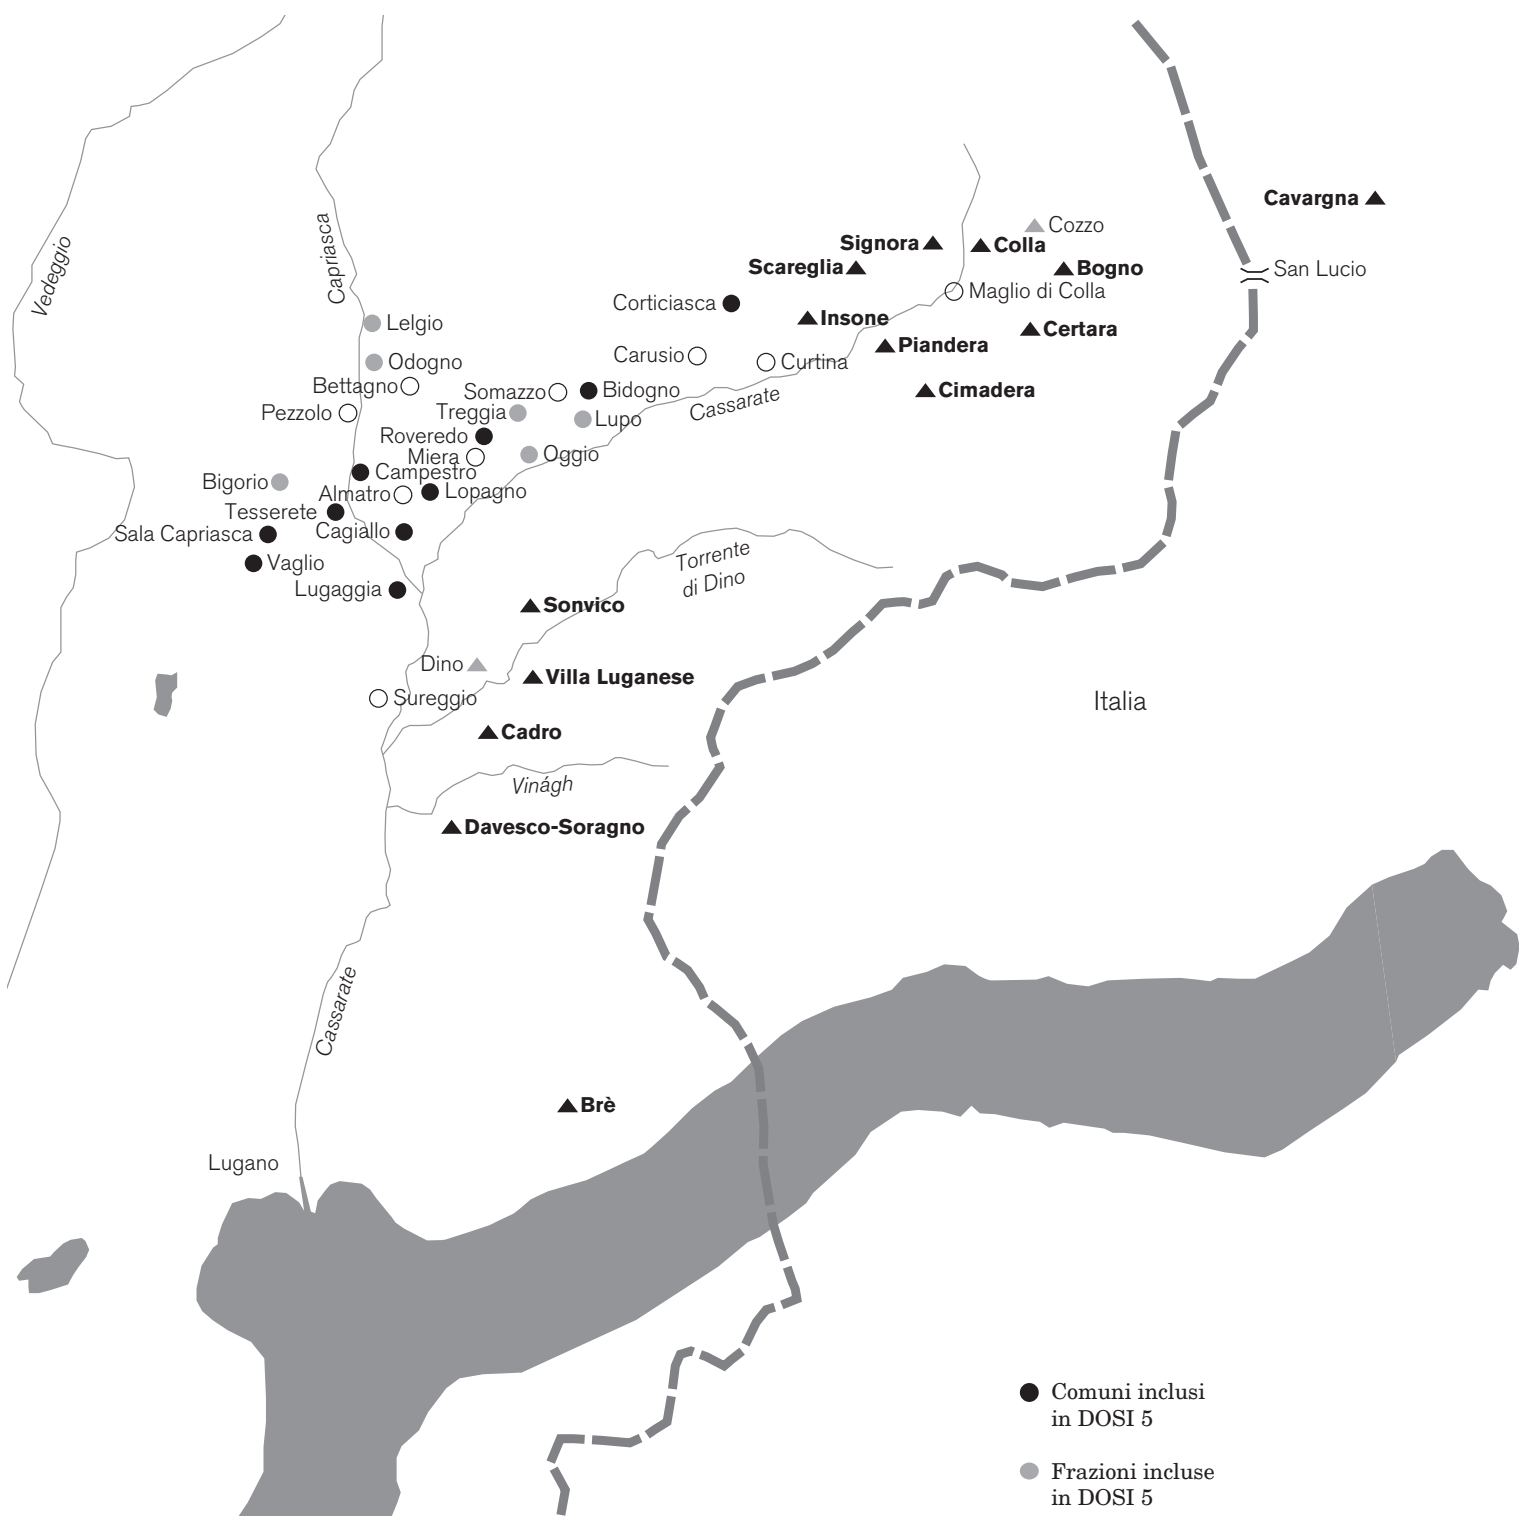 Cavargna
Capriasca
Cozzo
Signora
Colla
Vedeggio
Scareglia
Bogno
San Lucio
Maglio di Colla
Corticiasca
Insone
Lelgio
Certara
Piandera
Carusio
Curtina
Odogno
Bettagno
Somazzo
Bidogno
Cimadera
Cassarate
Pezzolo
Treggia
Lupo
Roveredo
Miera
Oggio
Campestro
Bigorio
Almatro
Lopagno
Tesserete
Sala Capriasca
Cagiallo
Vaglio
Torrente
di Dino
Lugaggia
Sonvico
Dino
Villa Luganese
Sureggio
Italia
Cadro
Vinágh
Davesco-Soragno
Cassarate
Brè
Lugano
Comuni inclusi
in DOSI 5
Frazioni incluse
in DOSI 5